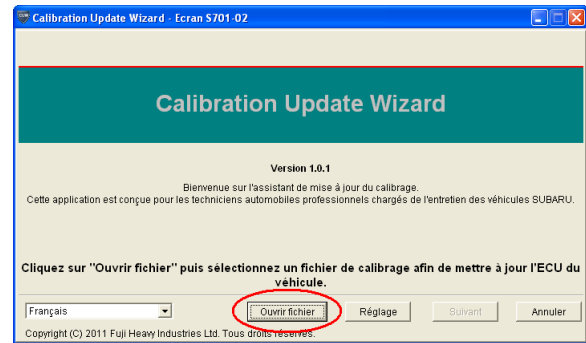 Calibration Update Wizard - Ecran S701-02
Calibration Update Wizard
Version 1.0.1
Bienvenue sur l'assistant de mise à jour du calibrage.
Cette application est conçue pour les techniciens automobiles professionnels chargés de l'entretien des véhicules SUBARU.
Cliquez sur "Ouvrir fichier" puis sélectionnez un fichier de calibrage afin de mettre à jour l'ECU du
véhicule.
Français Ouvrir fichier Réglage Suivant Annuler
Copyright (C) 2011 Fuji Heavy Industries Ltd. Tous droits réservés.